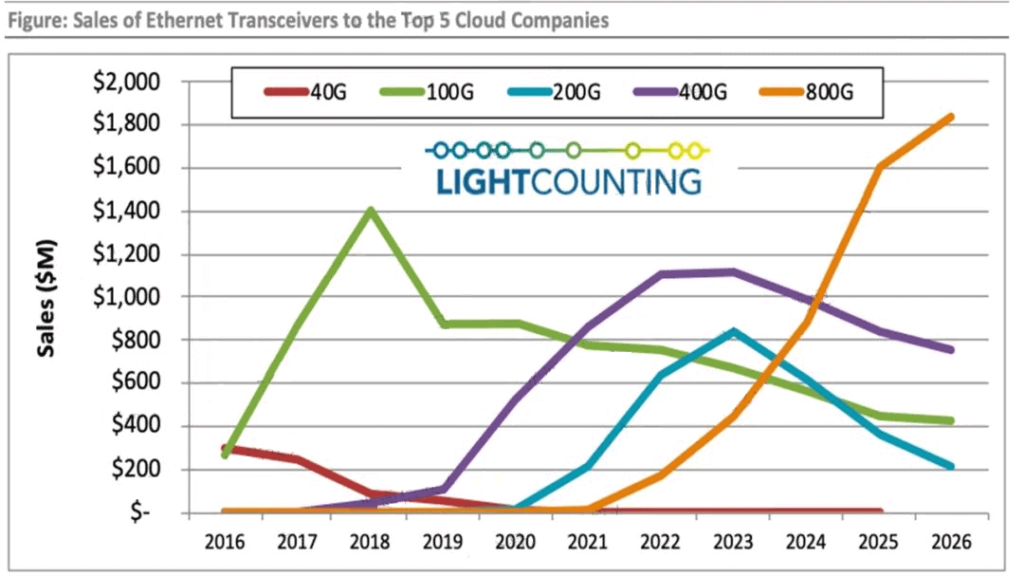 Figure: Sales of Ethernet Transceivers to the Top 5 Cloud Companies
40G 100G 200G 400G 800G
LIGHTCOUNTING
Sales ($M)
$2,000
$1,800
$1,600
$1,400
$1,200
$1,000
$800
$600
$400
$200
$-
2016 2017 2018 2019 2020 2021 2022 2023 2024 2025 2026